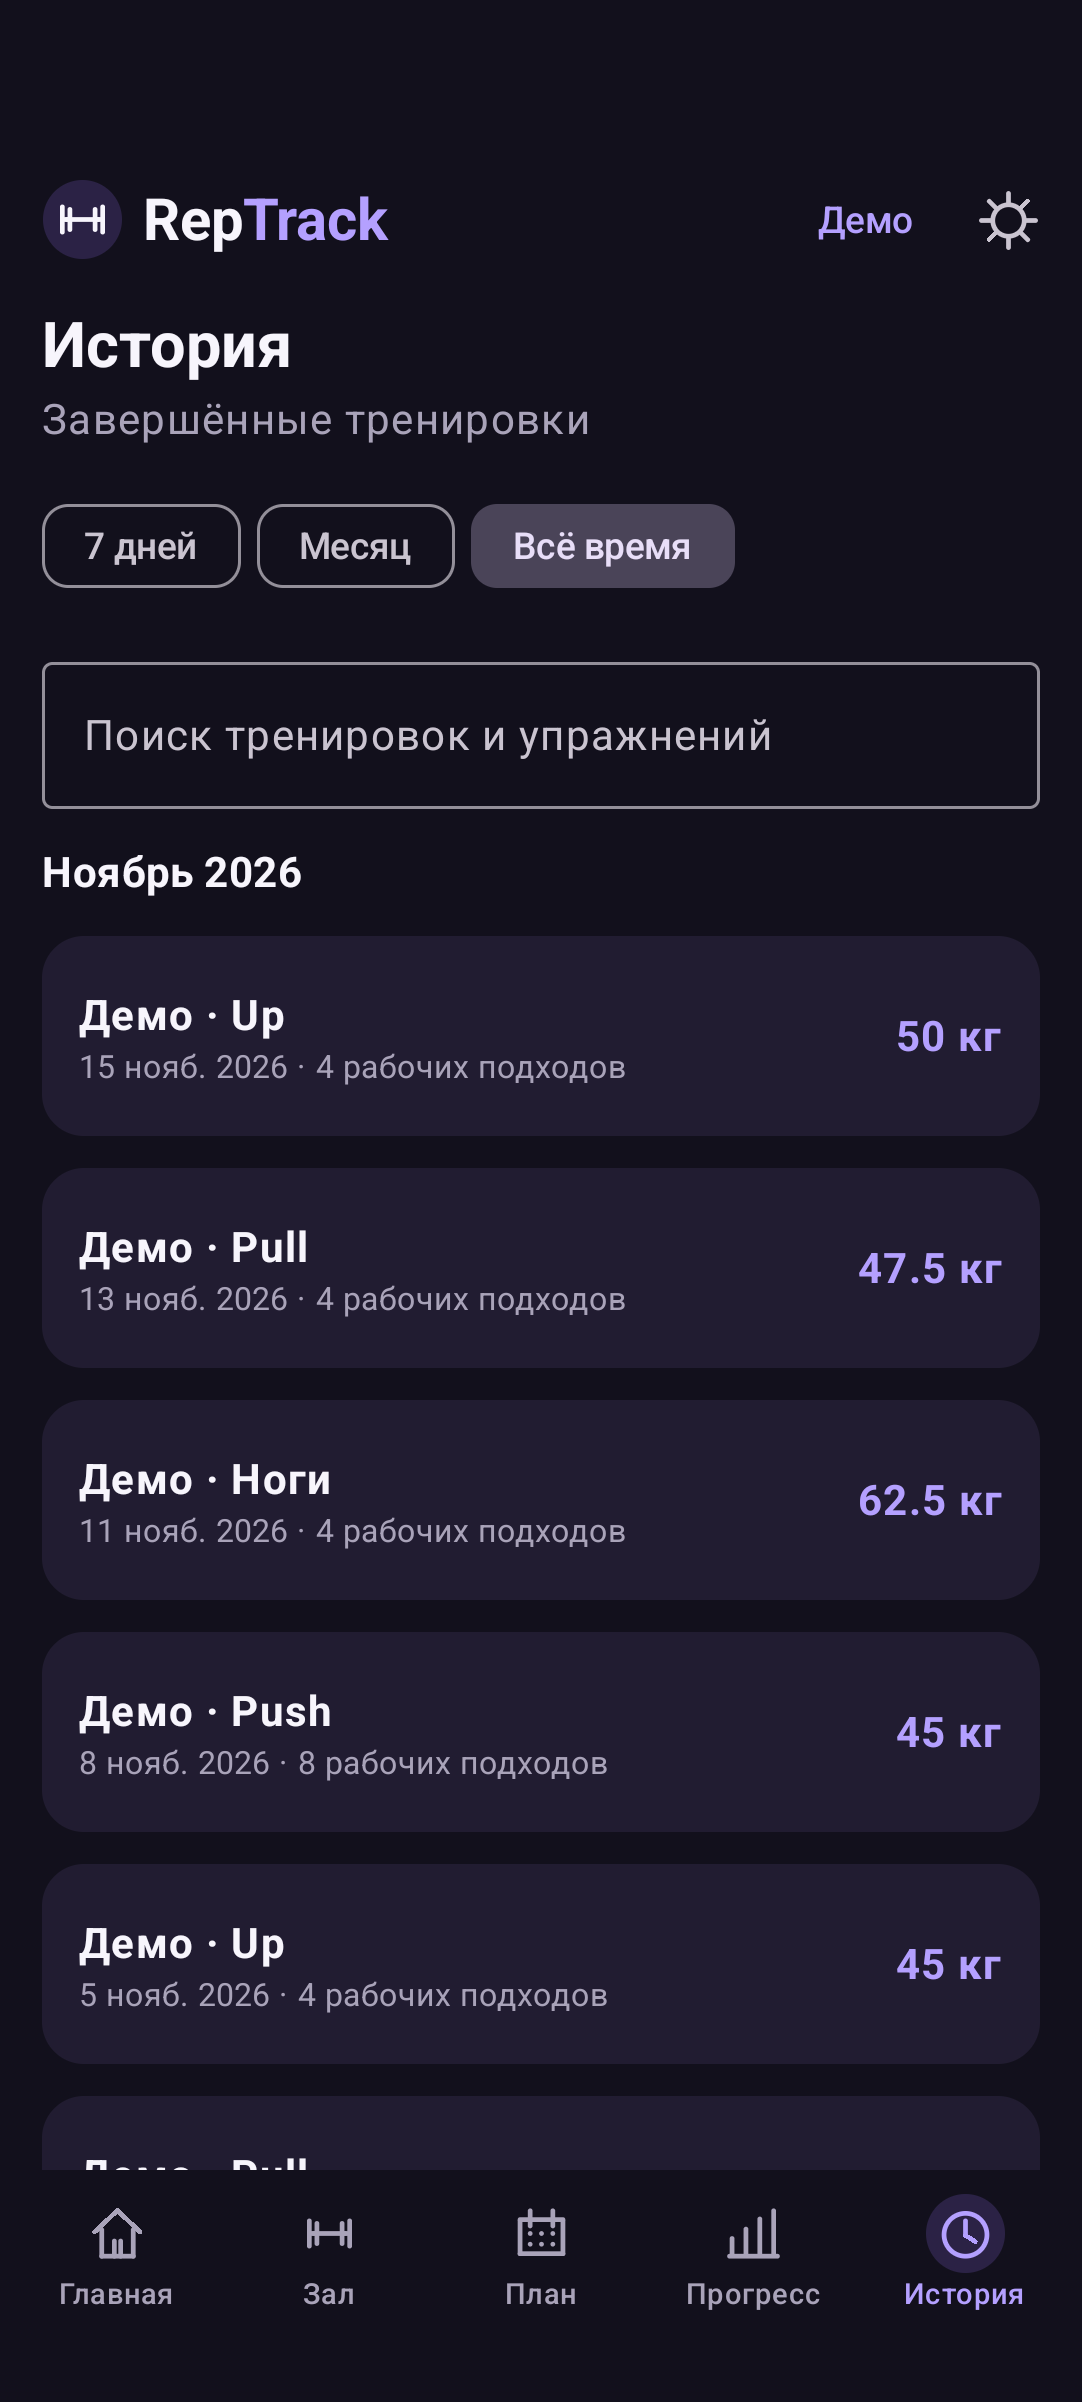 RepTrack
Демо
История
Завершённые тренировки
7 дней
Месяц
Всё время
Поиск тренировок и упражнений
Ноябрь 2026
Демо · Up
15 нояб. 2026 · 4 рабочих подходов
50 кг
Демо · Pull
13 нояб. 2026 · 4 рабочих подходов
47.5 кг
Демо · Ноги
11 нояб. 2026 · 4 рабочих подходов
62.5 кг
Демо · Push
8 нояб. 2026 · 8 рабочих подходов
45 кг
Демо · Up
5 нояб. 2026 · 4 рабочих подходов
45 кг
Демо · Pull
Главная
Зал
План
Прогресс
История